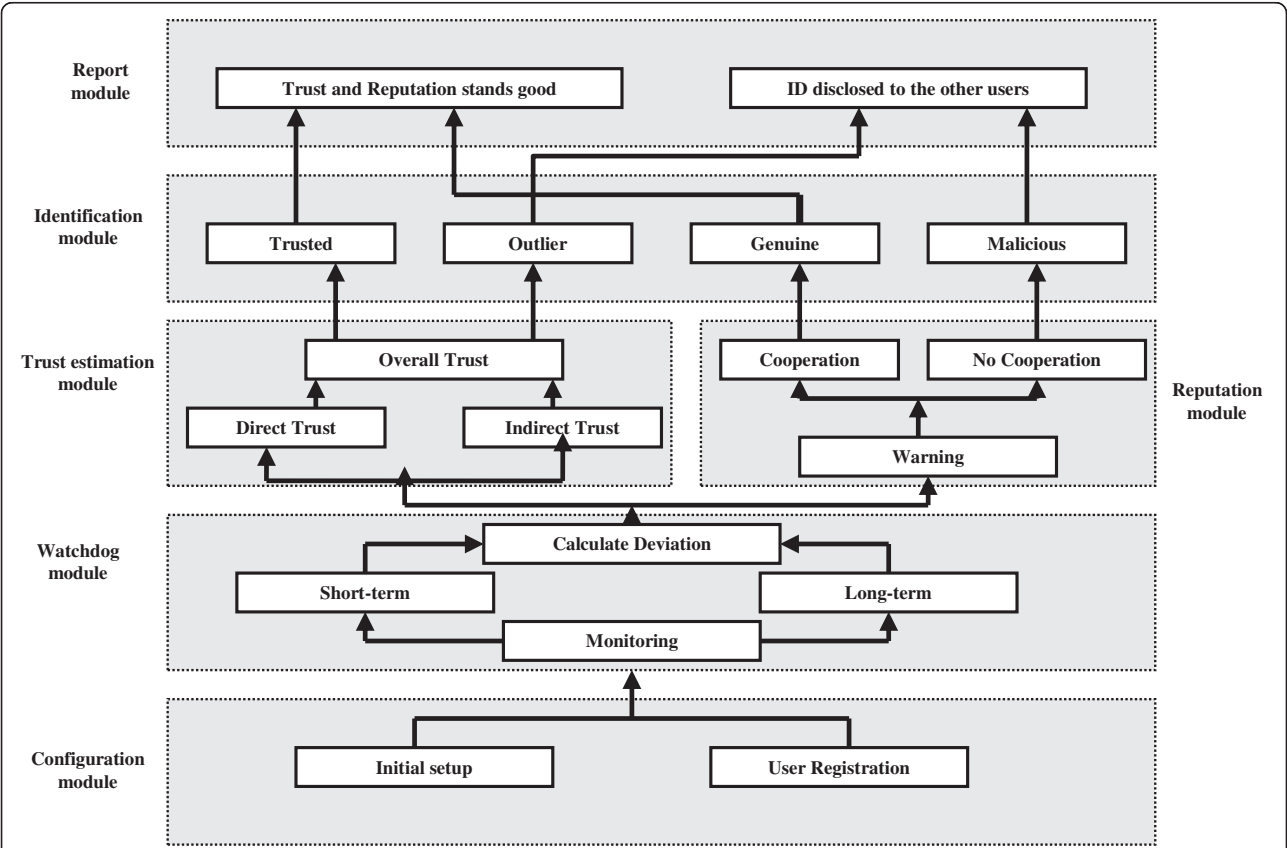 Report
module
Trust and Reputation stands good
ID disclosed to the other users
Identification
module
Trusted
Outlier
Genuine
Malicious
Trust estimation
module
Overall Trust
Direct Trust
Indirect Trust
Cooperation
No Cooperation
Warning
Reputation
module
Watchdog
module
Calculate Deviation
Short-term
Long-term
Monitoring
Configuration
module
Initial setup
User Registration